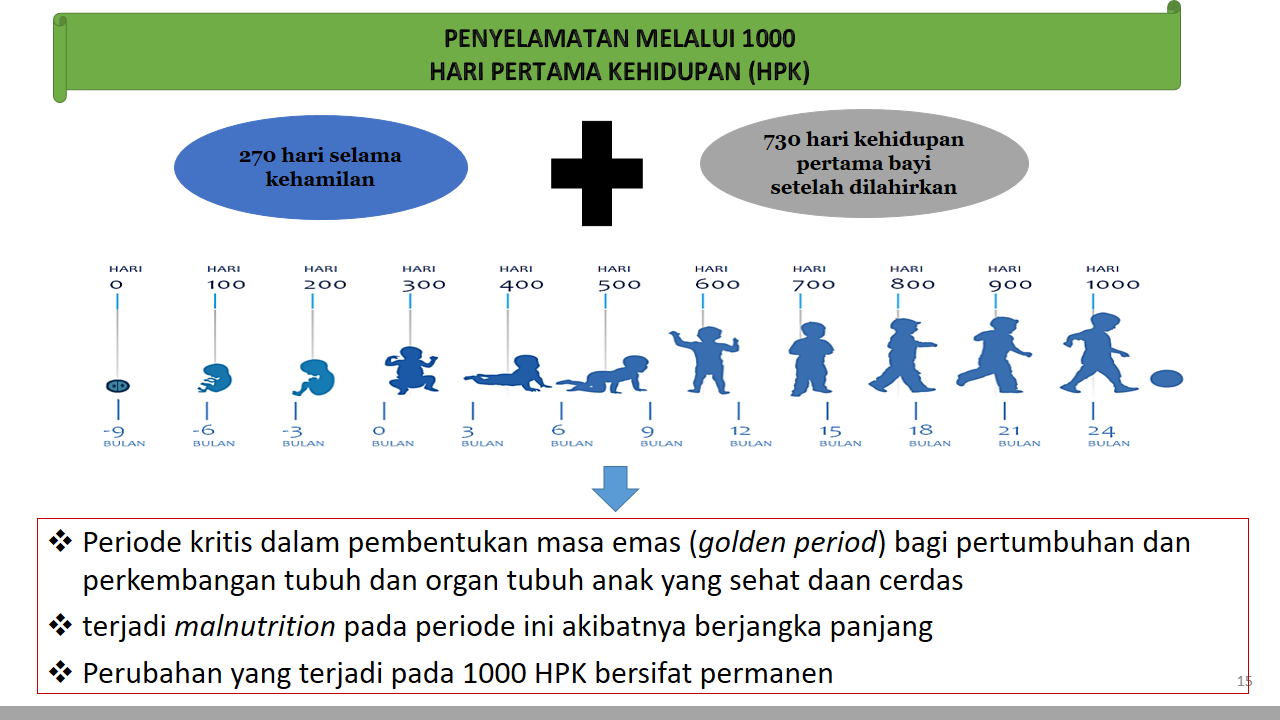 PENYELAMATAN MELALUI 1000
HARI PERTAMA KEHIDUPAN (HPK)
270 hari selama
kehamilan
730 hari kehidupan
pertama bayi
setelah dilahirkan
HARI HARI HARI HARI HARI HARI HARI HARI HARI HARI HARI
0 100 200 300 400 500 600 700 800 900 1000
-9 -6 -3 0 3 6 9 12 15 18 21 24
BULAN BULAN BULAN BULAN BULAN BULAN BULAN BULAN BULAN BULAN BULAN BULAN
❖ Periode kritis dalam pembentukan masa emas (golden period) bagi pertumbuhan dan
perkembangan tubuh dan organ tubuh anak yang sehat daan cerdas
❖ terjadi malnutrition pada periode ini akibatnya berjangka panjang
❖ Perubahan yang terjadi pada 1000 HPK bersifat permanen
15